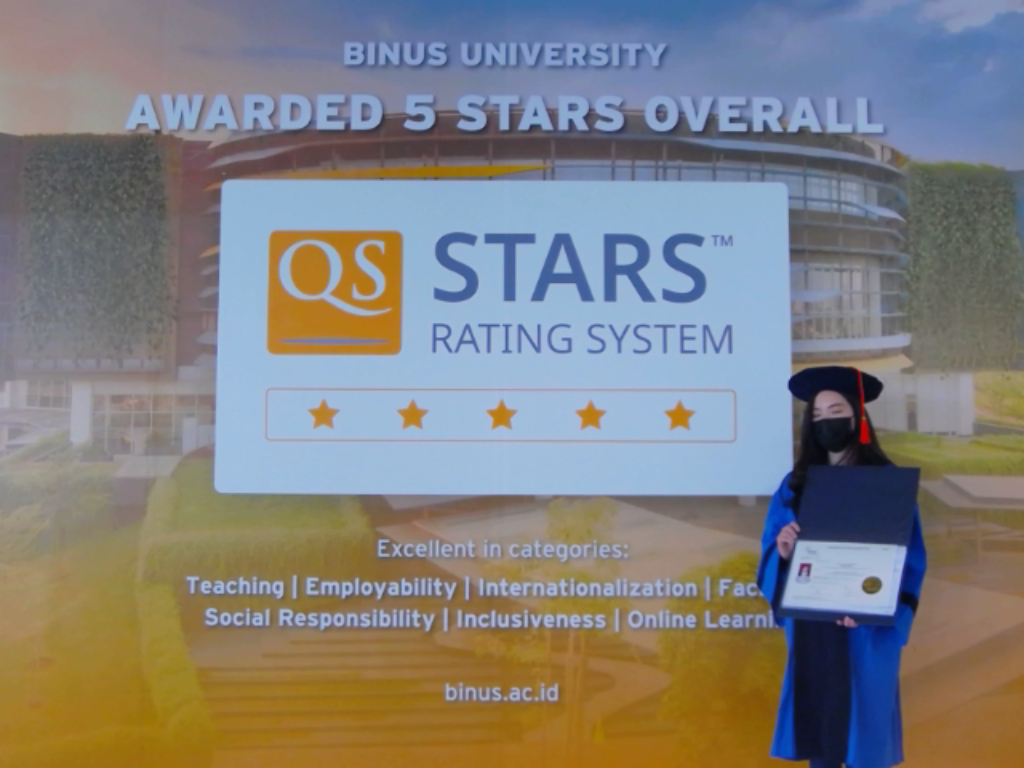 BINUS UNIVERSITY
AWARDED 5 STARS OVERALL
QS
STARS™
RATING SYSTEM
Excellent in categories:
Teaching | Employability | Internationalization |
Social Responsibility | Inclusiveness | Online
binus.ac.id